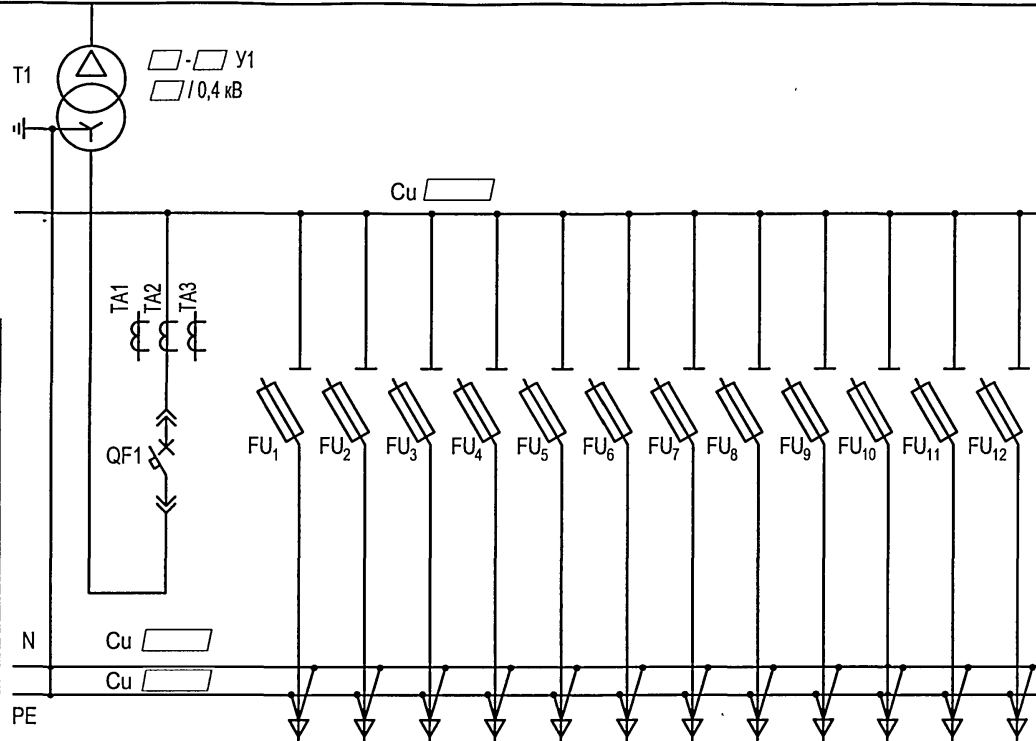 T1
- У1
/ 0,4 кВ
Cu
TA1
TA2
TA3
QF1
FU₁ FU₂ FU₃ FU₄ FU₅ FU₆ FU₇ FU₈ FU₉ FU₁₀ FU₁₁ FU₁₂
N
Cu
Cu
PE